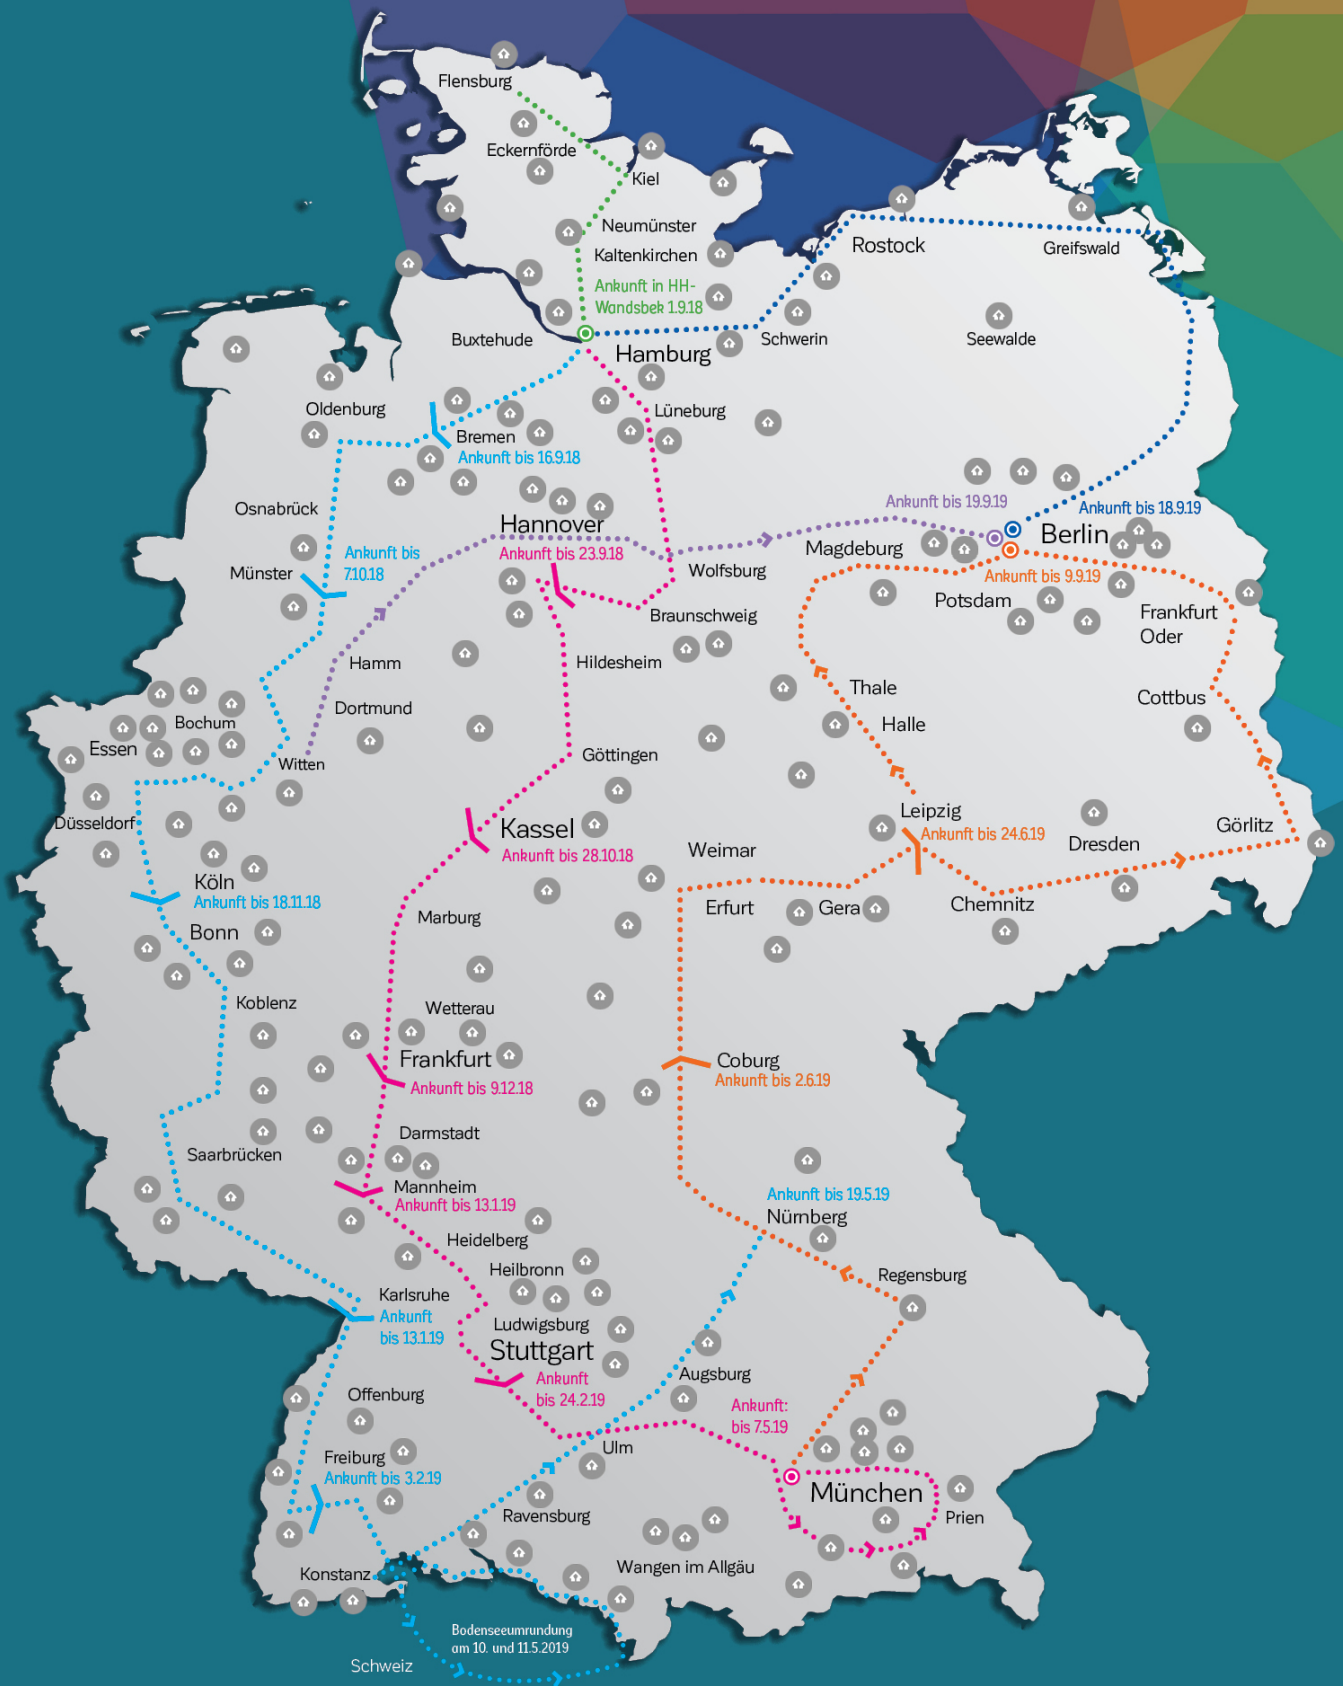 Flensburg
Eckernförde
Kiel
Neumünster
Kaltenkirchen
Ankunft in HH-
Wandsbek 1.9.18
Rostock
Greifswald
Buxtehude
Hamburg
Schwerin
Seewalde
Oldenburg
Lüneburg
Bremen
Ankunft bis 16.9.18
Osnabrück
Hannover
Ankunft bis 23.9.18
Ankunft bis 19.9.19
Ankunft bis 18.9.19
Berlin
Magdeburg
Ankunft bis 9.9.19
Ankunft bis
7.10.18
Münster
Wolfsburg
Potsdam
Frankfurt
Oder
Braunschweig
Hamm
Hildesheim
Thale
Cottbus
Dortmund
Bochum
Halle
Essen
Witten
Göttingen
Leipzig
Ankunft bis 24.6.19
Düsseldorf
Kassel
Ankunft bis 28.10.18
Weimar
Dresden
Görlitz
Köln
Ankunft bis 18.11.18
Marburg
Erfurt
Gera
Chemnitz
Bonn
Koblenz
Wetterau
Frankfurt
Ankunft bis 9.12.18
Coburg
Ankunft bis 2.6.19
Darmstadt
Saarbrücken
Mannheim
Ankunft bis 13.1.19
Ankunft bis 19.5.19
Nürnberg
Heidelberg
Heilbronn
Regensburg
Karlsruhe
Ankunft
bis 13.1.19
Ludwigsburg
Stuttgart
Ankunft
bis 24.2.19
Augsburg
Offenburg
Ankunft:
bis 7.5.19
Freiburg
Ankunft bis 3.2.19
Ulm
München
Ravensburg
Prien
Konstanz
Wangen im Allgäu
Bodenseeumrundung
am 10. und 11.5.2019
Schweiz